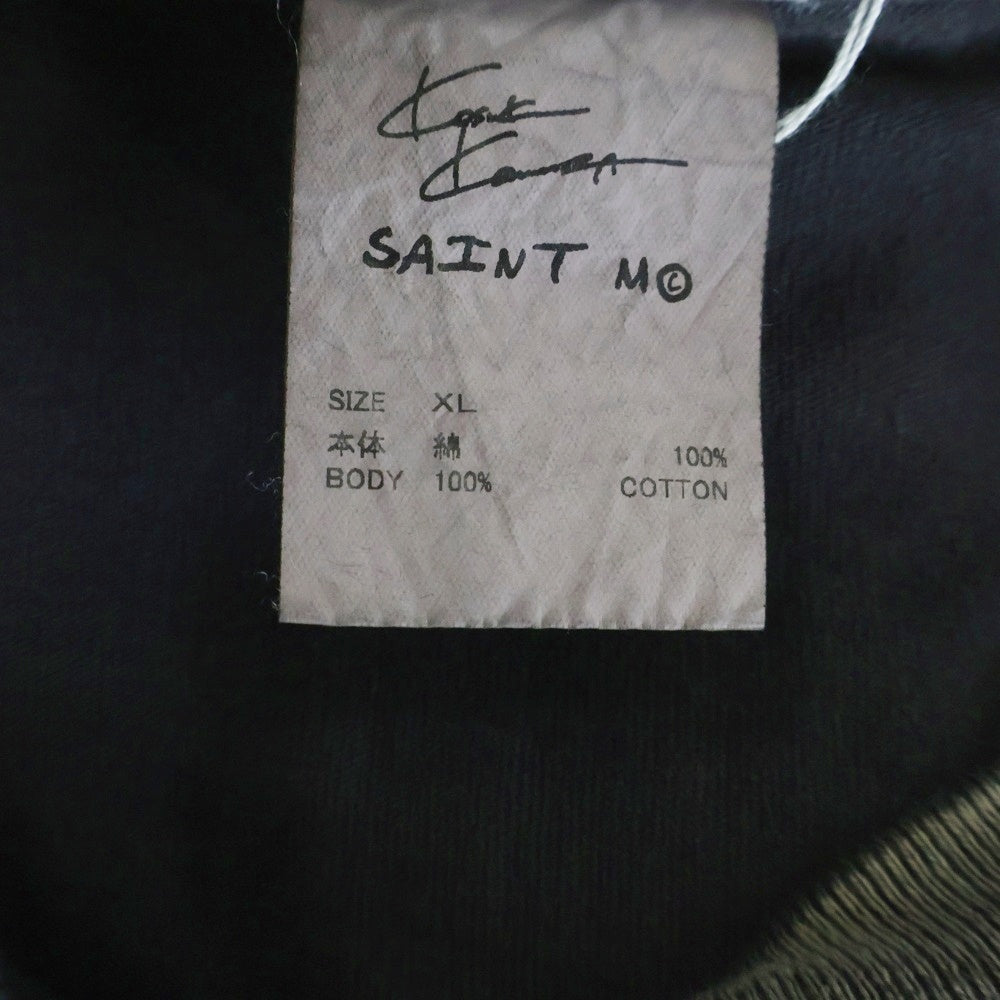 SAINT M©
SIZE XL
本体 綿 100%
BODY 100% COTTON